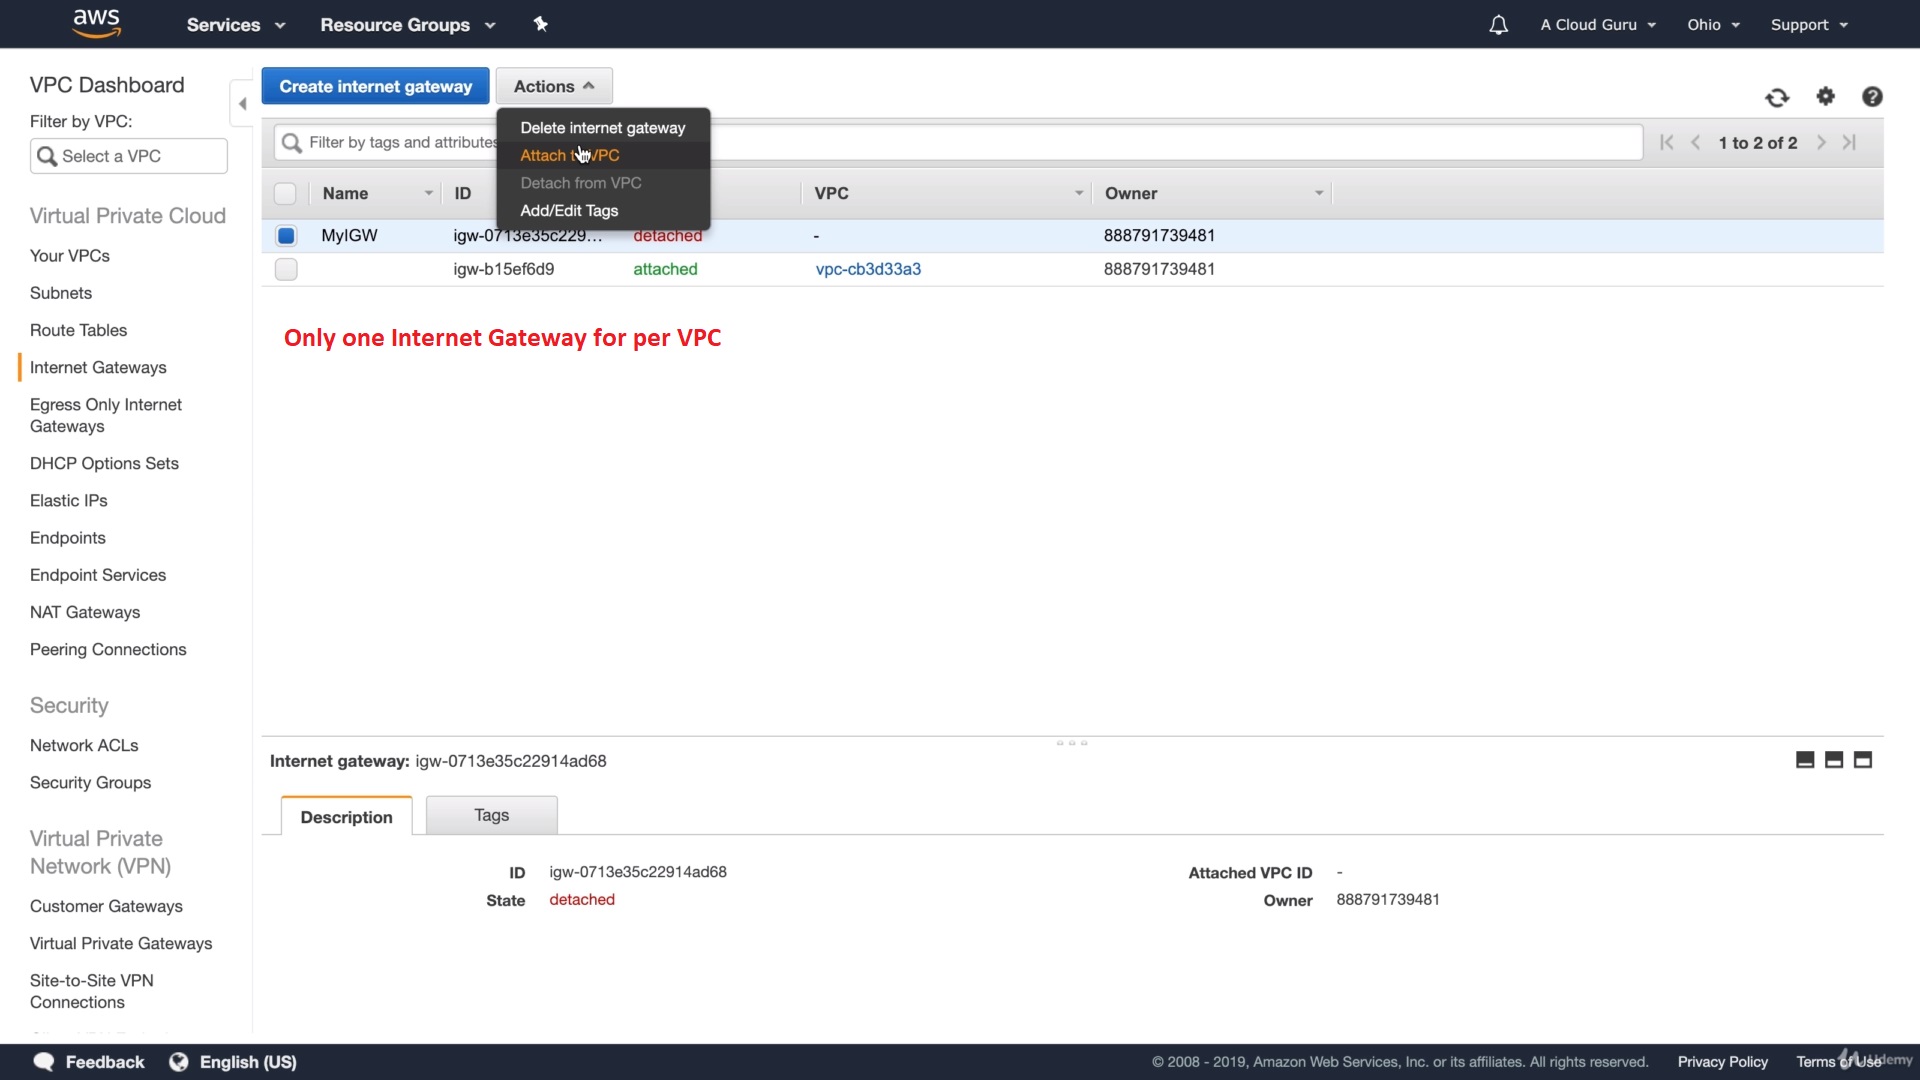 aws
Services
Resource Groups
A Cloud Guru
Ohio
Support
VPC Dashboard
Filter by VPC:
Select a VPC
Virtual Private Cloud
Your VPCs
Subnets
Route Tables
Internet Gateways
Egress Only Internet
Gateways
DHCP Options Sets
Elastic IPs
Endpoints
Endpoint Services
NAT Gateways
Peering Connections
Security
Network ACLs
Security Groups
Virtual Private
Network (VPN)
Customer Gateways
Virtual Private Gateways
Site-to-Site VPN
Connections
Create internet gateway
Actions
Delete internet gateway
Attach to VPC
Detach from VPC
Add/Edit Tags
Filter by tags and attributes
1 to 2 of 2
Name ID VPC Owner
MyIGW igw-0713e35c229... detached - 888791739481
igw-b15ef6d9 attached vpc-cb3d33a3 888791739481
Only one Internet Gateway for per VPC
Internet gateway: igw-0713e35c22914ad68
Description Tags
ID igw-0713e35c22914ad68 Attached VPC ID -
State detached Owner 888791739481
Feedback English (US) © 2008 - 2019, Amazon Web Services, Inc. or its affiliates. All rights reserved. Privacy Policy Terms of Use
Udemy